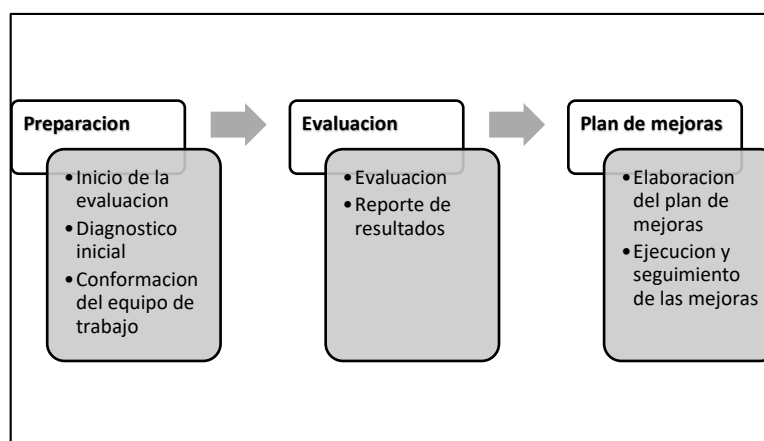 Preparacion
•Inicio de la
evaluacion
•Diagnostico
inicial
•Conformacion
del equipo de
trabajo
Evaluacion
•Evaluacion
•Reporte de
resultados
Plan de mejoras
•Elaboracion
del plan de
mejoras
•Ejecucion y
seguimiento
de las mejoras